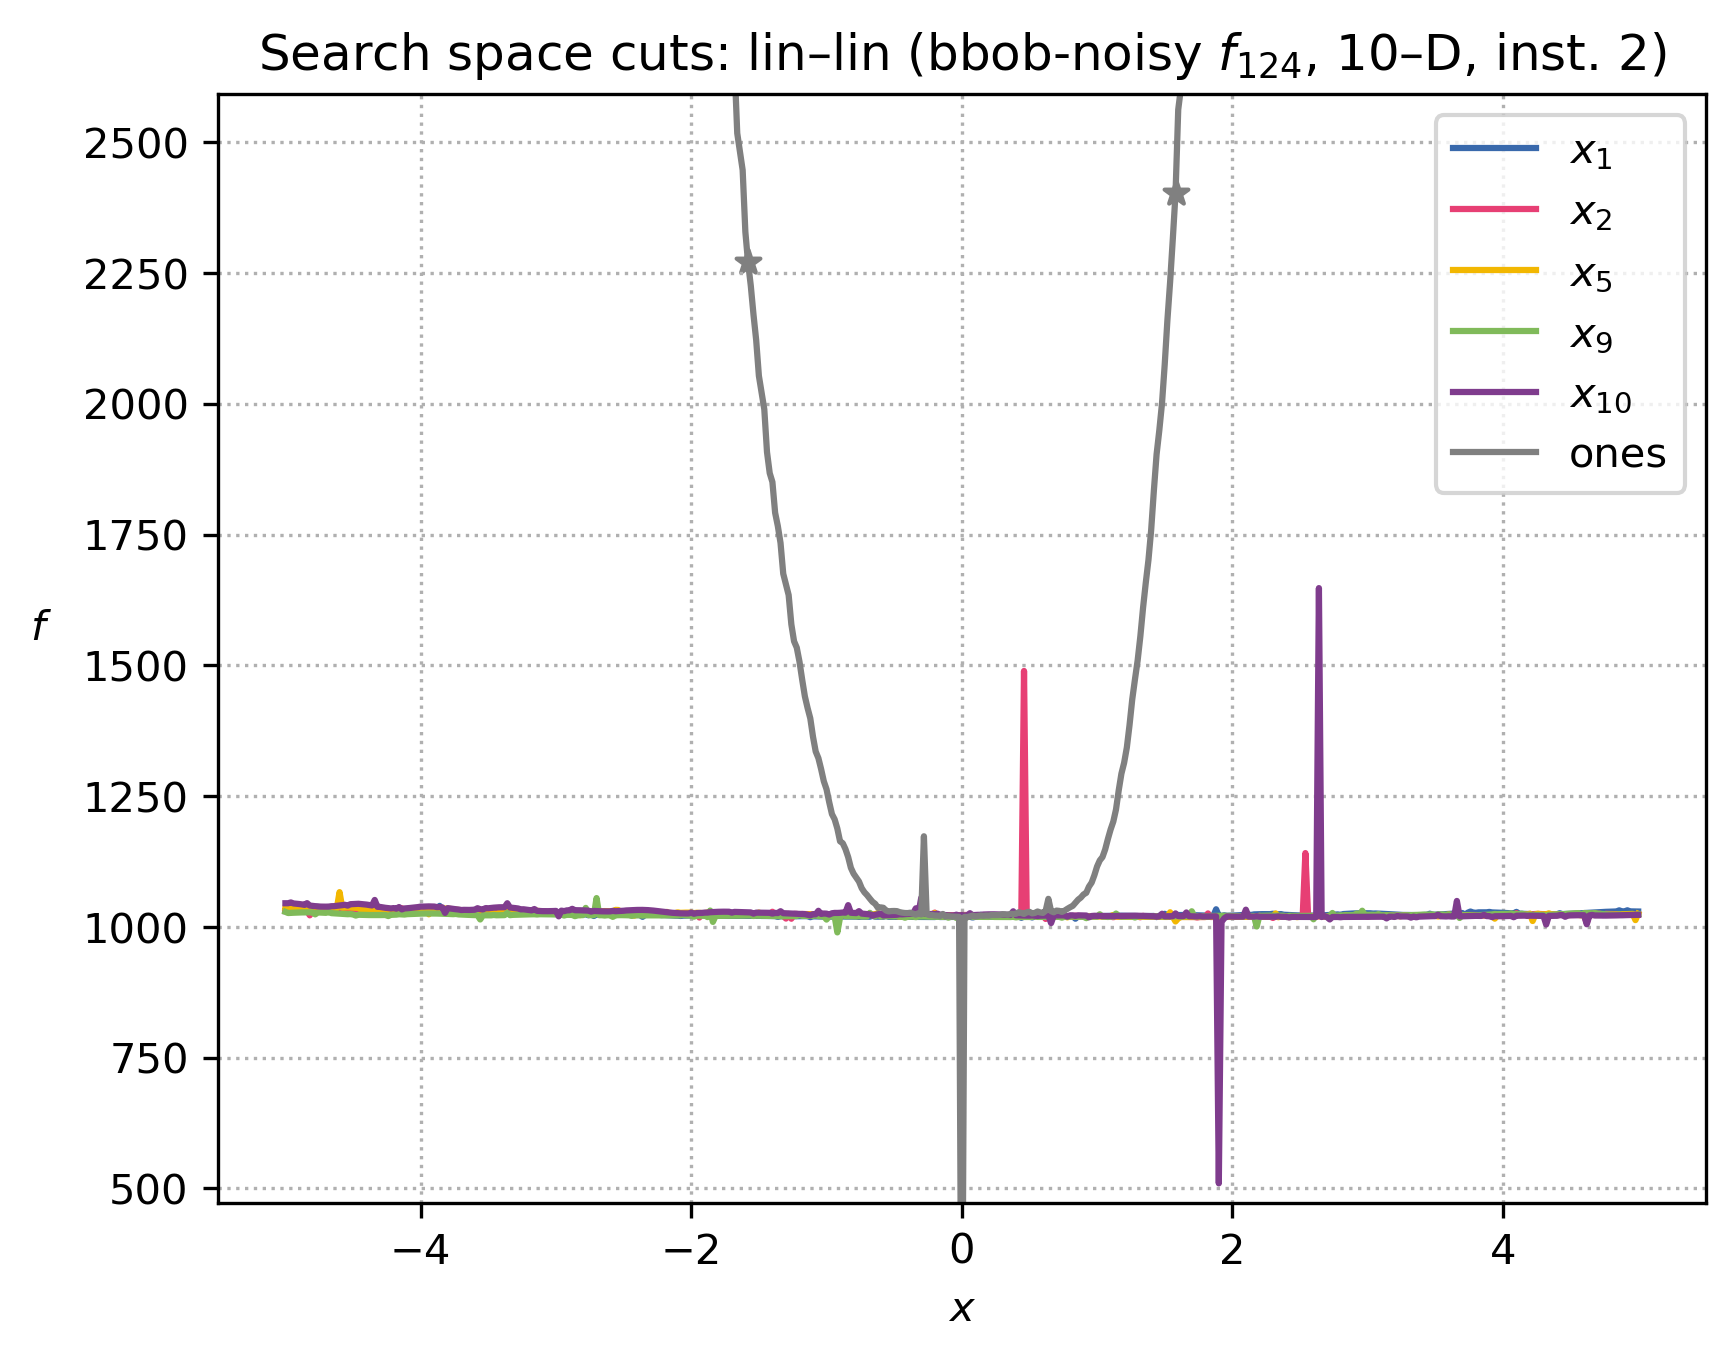 Search space cuts: lin–lin (bbob-noisy f₁₂₄, 10–D, inst. 2)
2500
2250
2000
1750
1500
1250
1000
750
500
f
x₁
x₂
x₅
x₉
x₁₀
ones
−4 −2 0 2 4
x